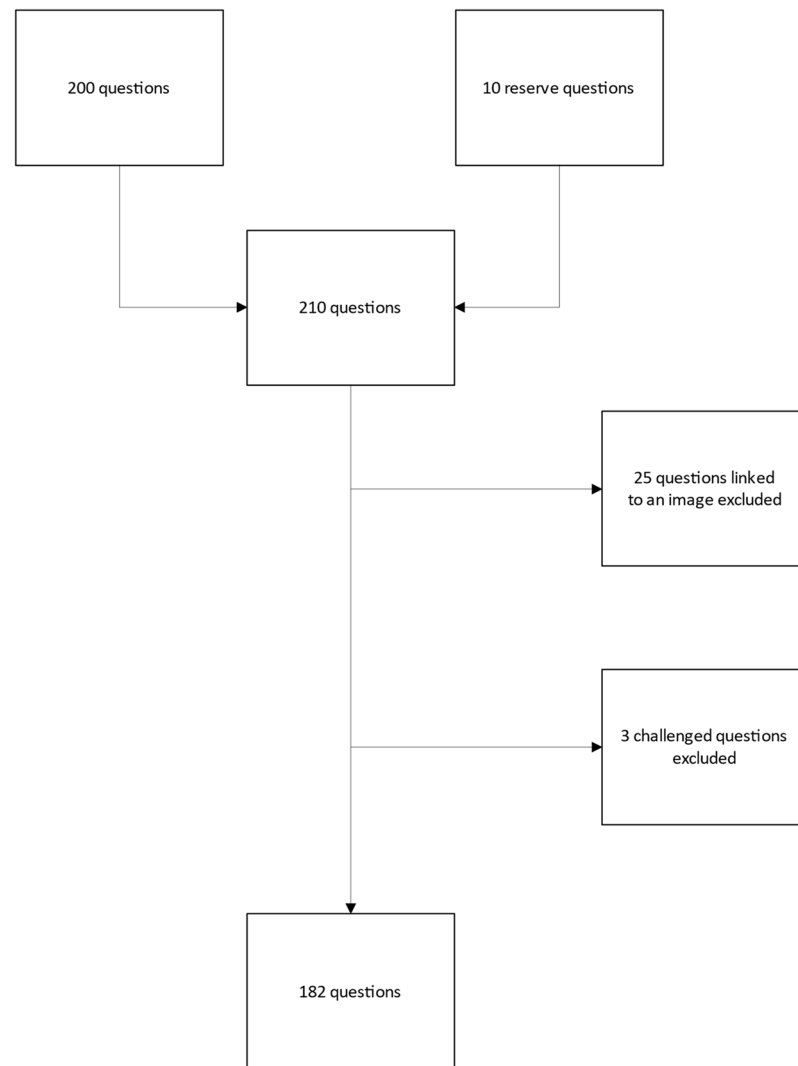 200 questions
10 reserve questions
210 questions
25 questions linked
to an image excluded
3 challenged questions
excluded
182 questions